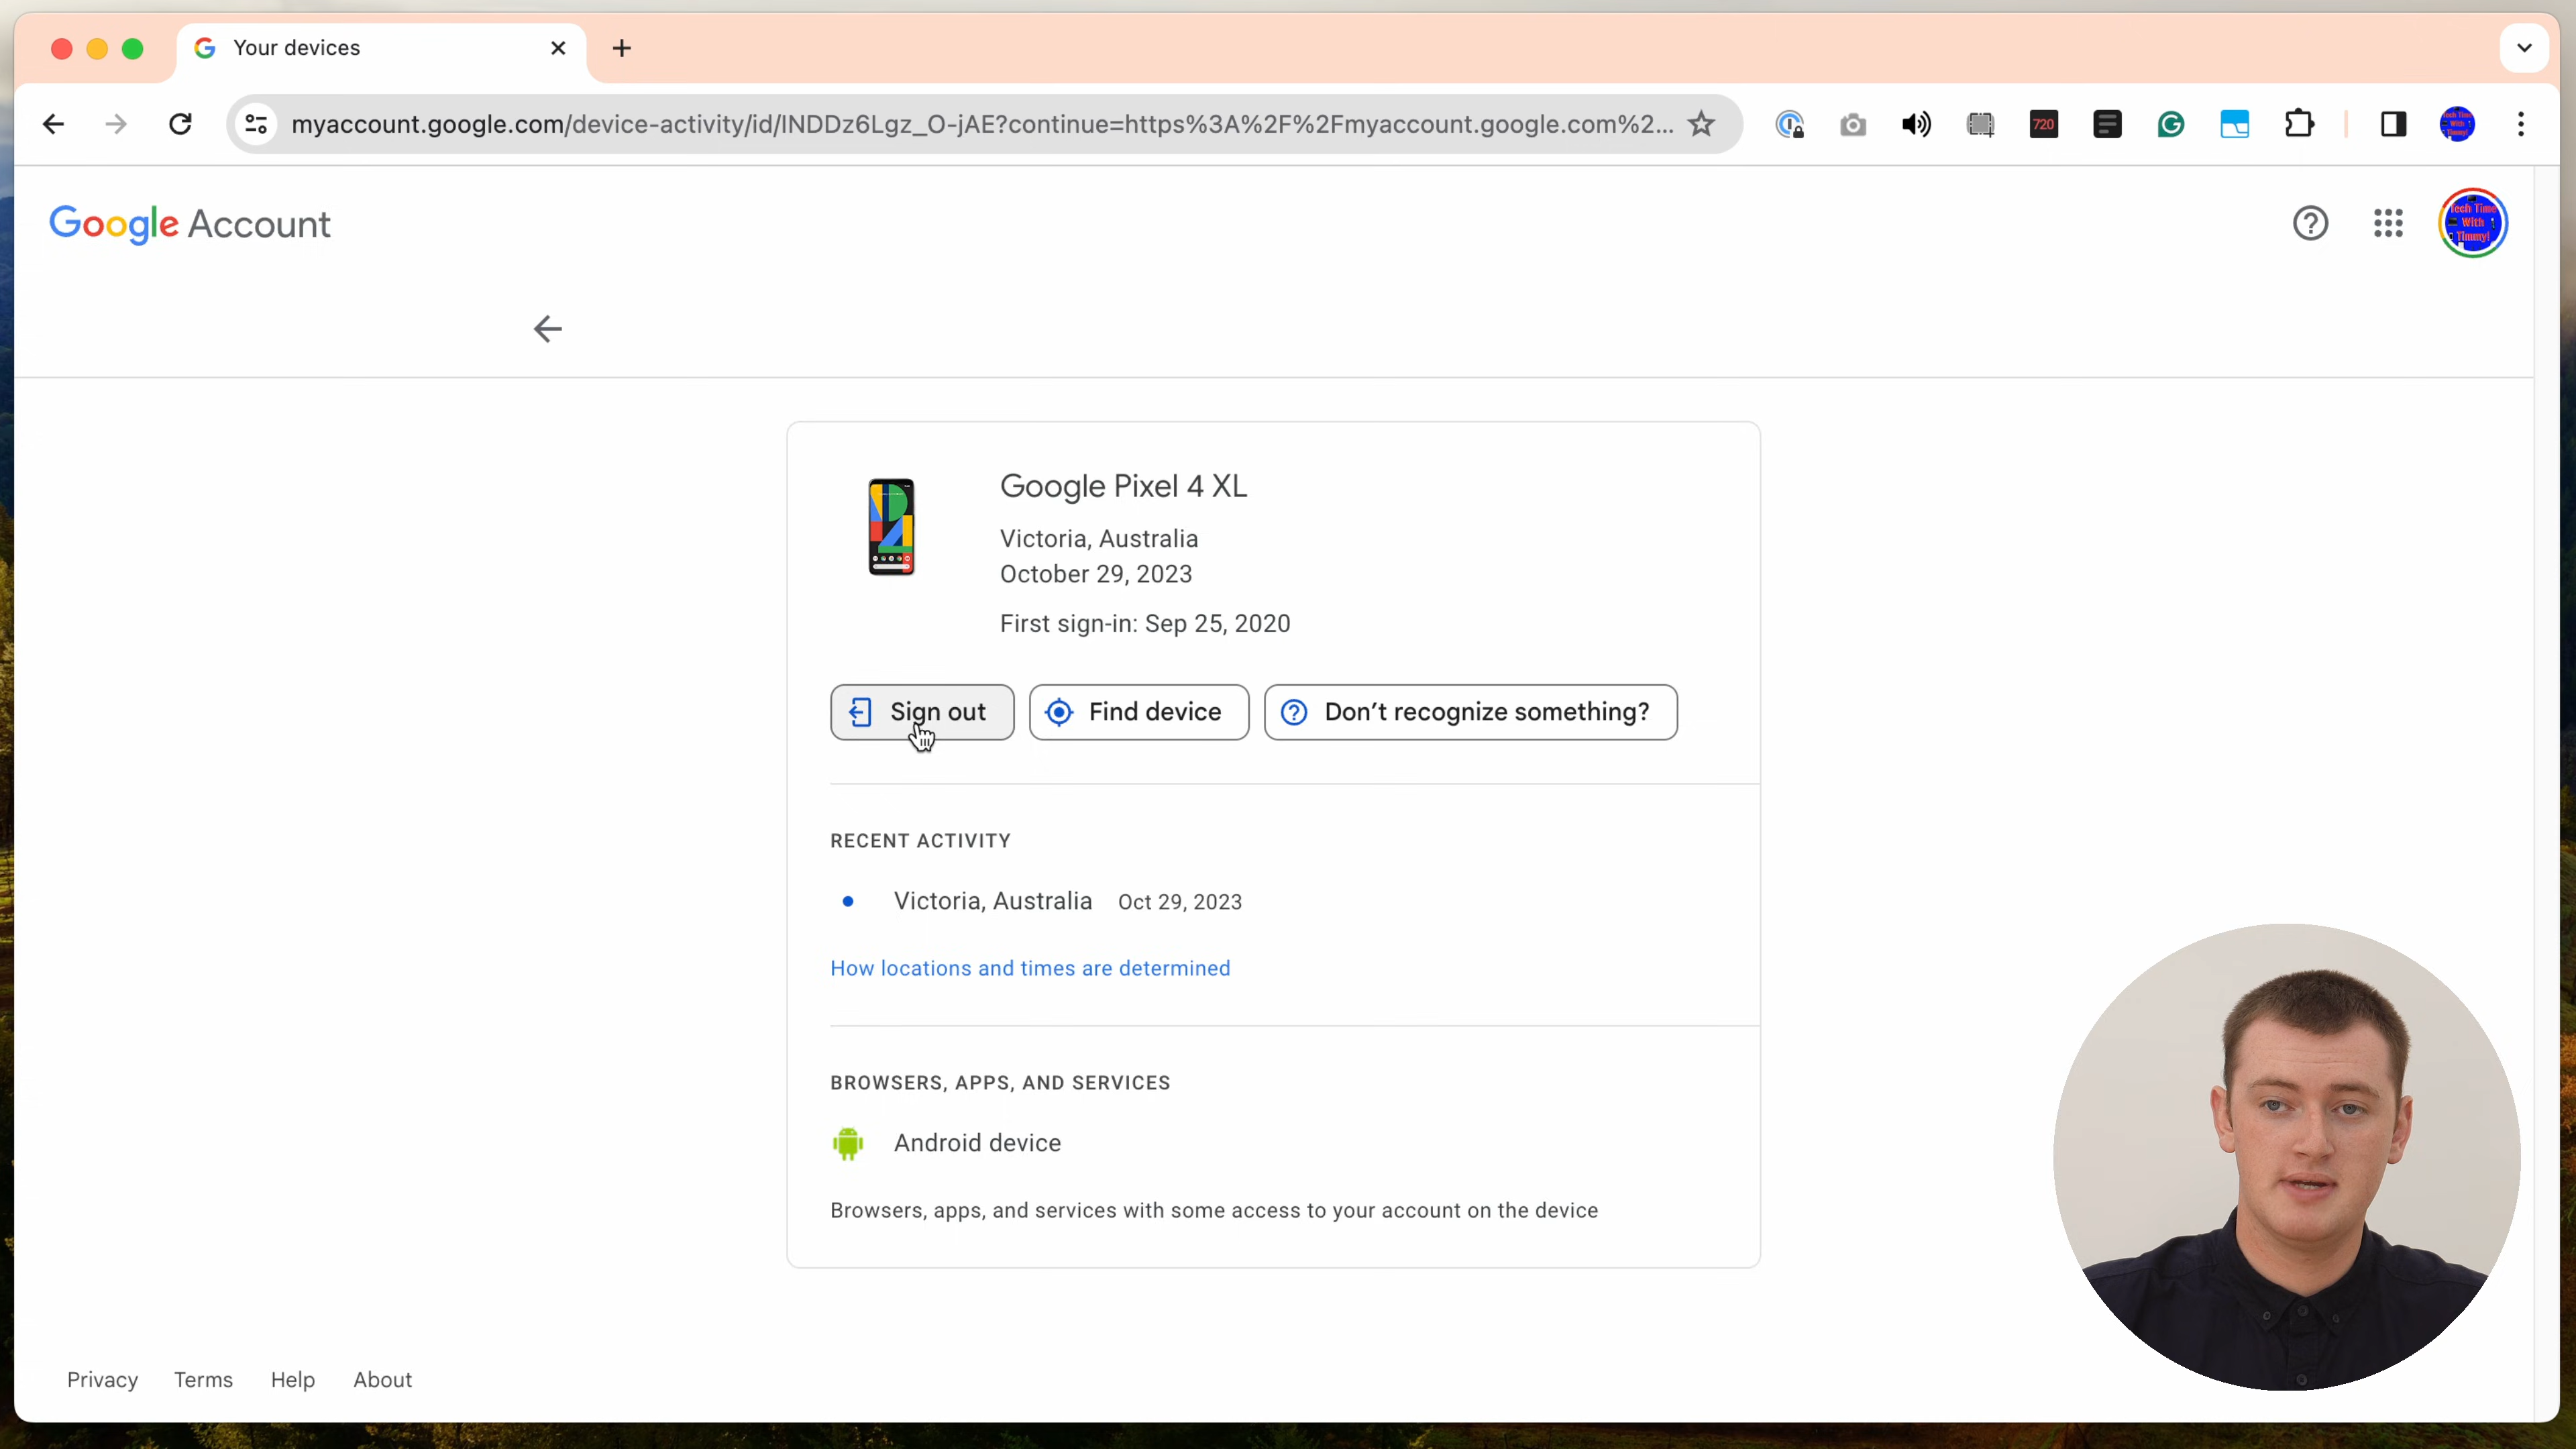 Your devices
myaccount.google.com/device-activity/id/INDDz6Lgz_O-jAE?continue=https%3A%2F%2Fmyaccount.google.com%2...
720
Google Account
Tech Time
With
Timmy!
Google Pixel 4 XL
Victoria, Australia
October 29, 2023
First sign-in: Sep 25, 2020
Sign out
Find device
Don’t recognize something?
RECENT ACTIVITY
Victoria, Australia Oct 29, 2023
How locations and times are determined
BROWSERS, APPS, AND SERVICES
Android device
Browsers, apps, and services with some access to your account on the device
Privacy Terms Help About